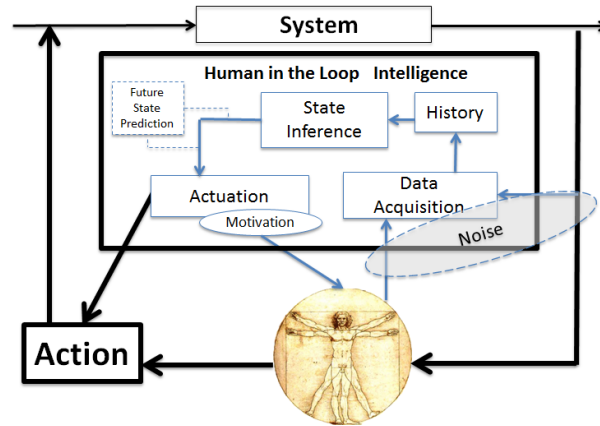 System
Human in the Loop Intelligence
Future
State
Prediction
State
Inference
History
Actuation
Motivation
Data
Acquisition
Noise
Action